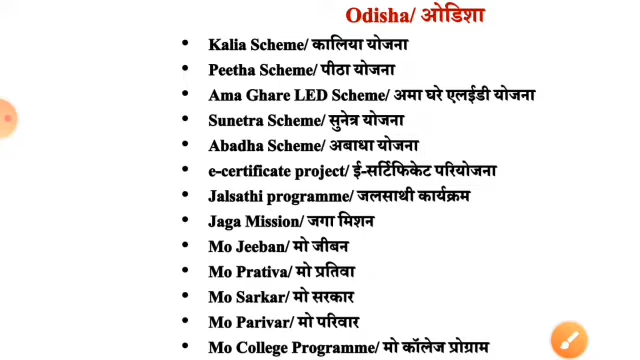 Odisha/ ओडिशा
• Kalia Scheme/ कालिया योजना
• Peetha Scheme/ पीठा योजना
• Ama Ghare LED Scheme/ अमा घरे एलईडी योजना
• Sunetra Scheme/ सुनेत्र योजना
• Abadha Scheme/ अबाधा योजना
• e-certificate project/ ई-सर्टिफिकेट परियोजना
• Jalsathi programme/ जलसाथी कार्यक्रम
• Jaga Mission/ जगा मिशन
• Mo Jeeban/ मो जीबन
• Mo Prativa/ मो प्रतिवा
• Mo Sarkar/ मो सरकार
• Mo Parivar/ मो परिवार
• Mo College Programme/ मो कॉलेज प्रोग्राम